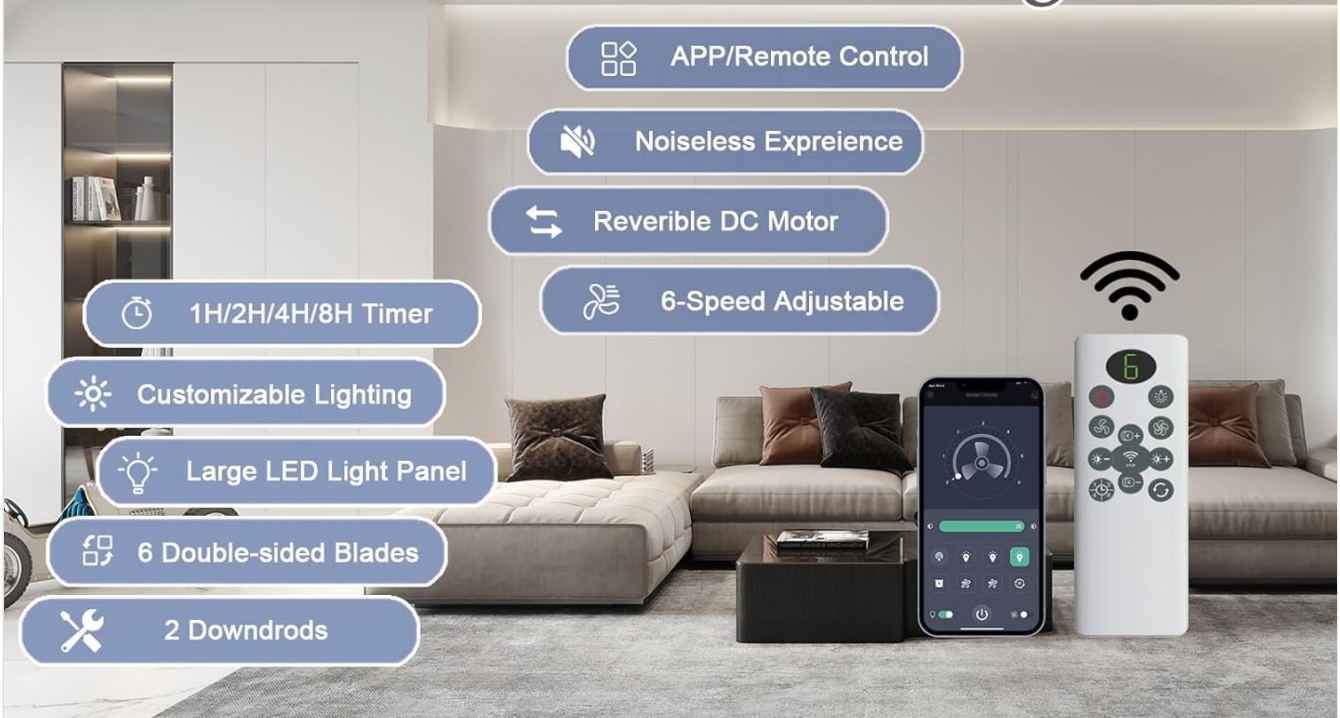 APP/Remote Control
Noiseless Expreience
Reverible DC Motor
6-Speed Adjustable
1H/2H/4H/8H Timer
Customizable Lighting
Large LED Light Panel
6 Double-sided Blades
2 Downdrods
6